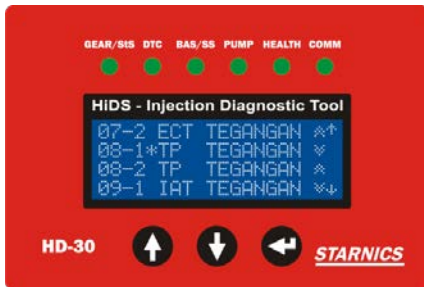 GEAR/StS DTC BAS/SS PUMP HEALTH COMM
HiDS - Injection Diagnostic Tool
07-2 ECT TEGANGAN
08-1*TP TEGANGAN
08-2 TP TEGANGAN
09-1 IAT TEGANGAN
HD-30 STARNICS